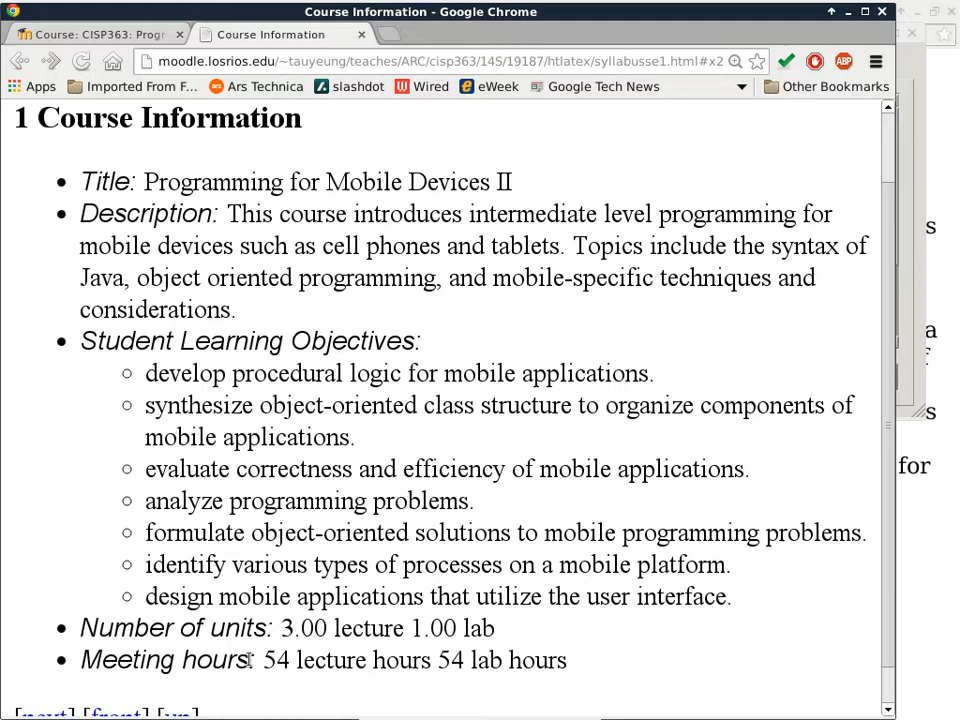 Course Information - Google Chrome
Course: CISP363: Progr
Course Information
moodle.losrios.edu/~tauyeung/teaches/ARC/cisp363/14S/19187/htlatex/syllabusse1.html#x2
Apps Imported From F... Ars Technica slashdot Wired eWeek Google Tech News Other Bookmarks
1 Course Information
• Title: Programming for Mobile Devices II
• Description: This course introduces intermediate level programming for
mobile devices such as cell phones and tablets. Topics include the syntax of
Java, object oriented programming, and mobile-specific techniques and
considerations.
• Student Learning Objectives:
◦ develop procedural logic for mobile applications.
◦ synthesize object-oriented class structure to organize components of
mobile applications.
◦ evaluate correctness and efficiency of mobile applications.
◦ analyze programming problems.
◦ formulate object-oriented solutions to mobile programming problems.
◦ identify various types of processes on a mobile platform.
◦ design mobile applications that utilize the user interface.
• Number of units: 3.00 lecture 1.00 lab
• Meeting hours: 54 lecture hours 54 lab hours
[next] [front] [up]
for